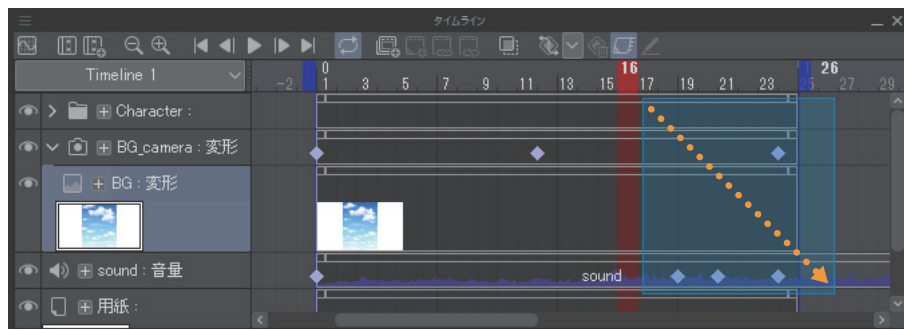 タイムライン
Timeline 1
0 16 26
-2 1 3 5 7 9 11 13 15 17 19 21 23 25 27 29
Character :
BG_camera : 変形
BG : 変形
sound : 音量
sound
用紙 :